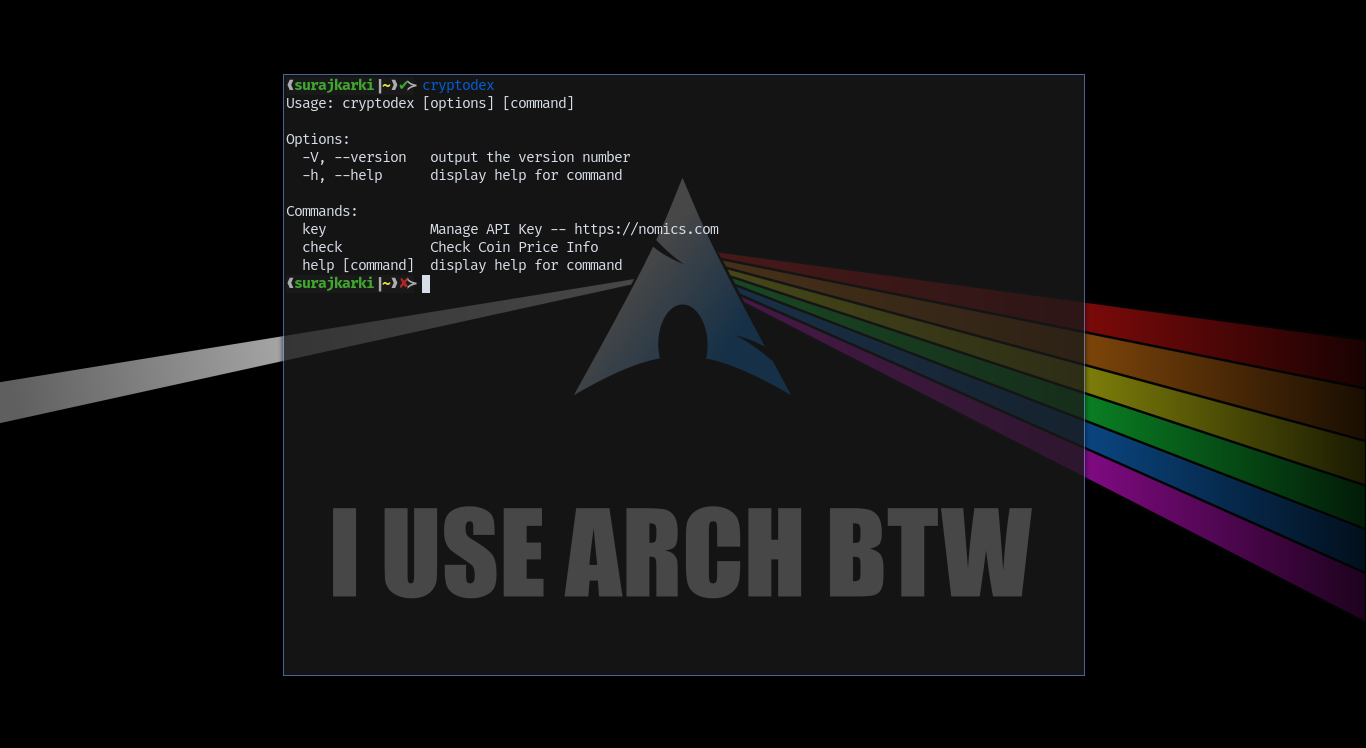 ❰surajkarki|~❱✔≻ cryptodex
Usage: cryptodex [options] [command]
Options:
-V, --version output the version number
-h, --help display help for command
Commands:
key Manage API Key -- https://nomics.com
check Check Coin Price Info
help [command] display help for command
❰surajkarki|~❱✘≻
I USE ARCH BTW